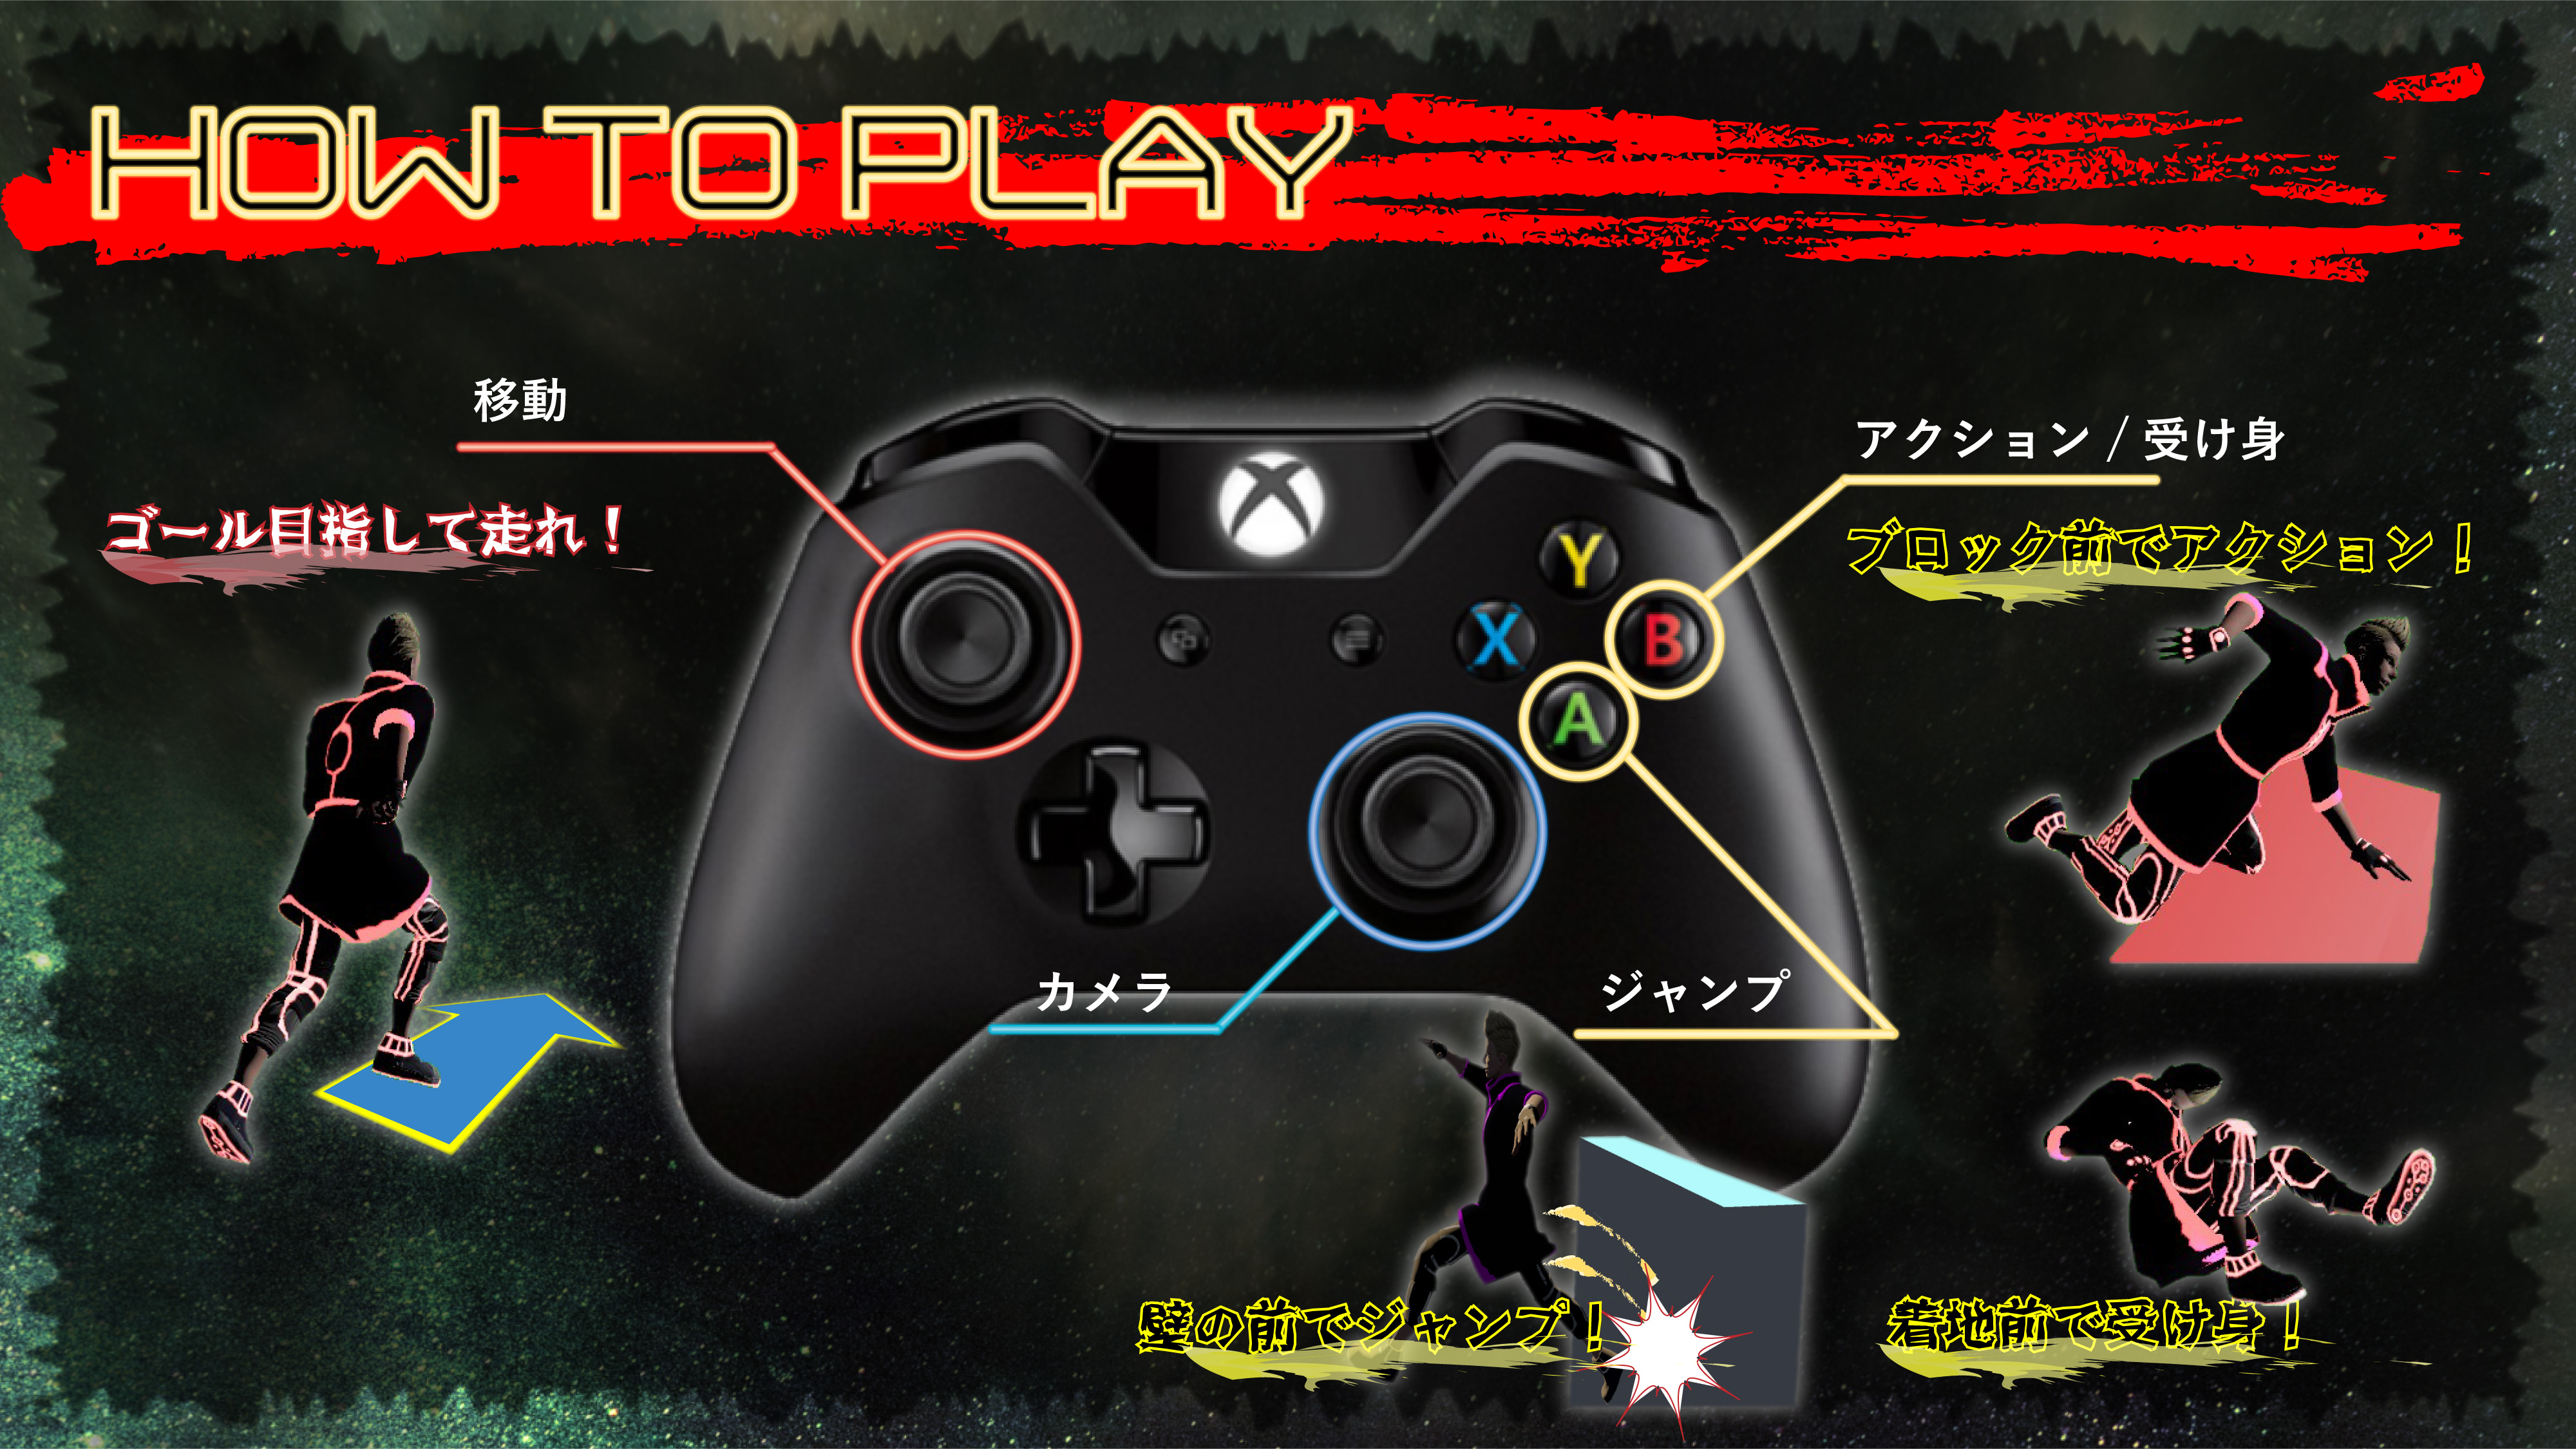 HOW TO PLAY
移動
アクション / 受け身
ゴール目指して走れ！
ブロック前でアクション！
Y
X
B
A
カメラ
ジャンプ
壁の前でジャンプ！
着地前で受け身！